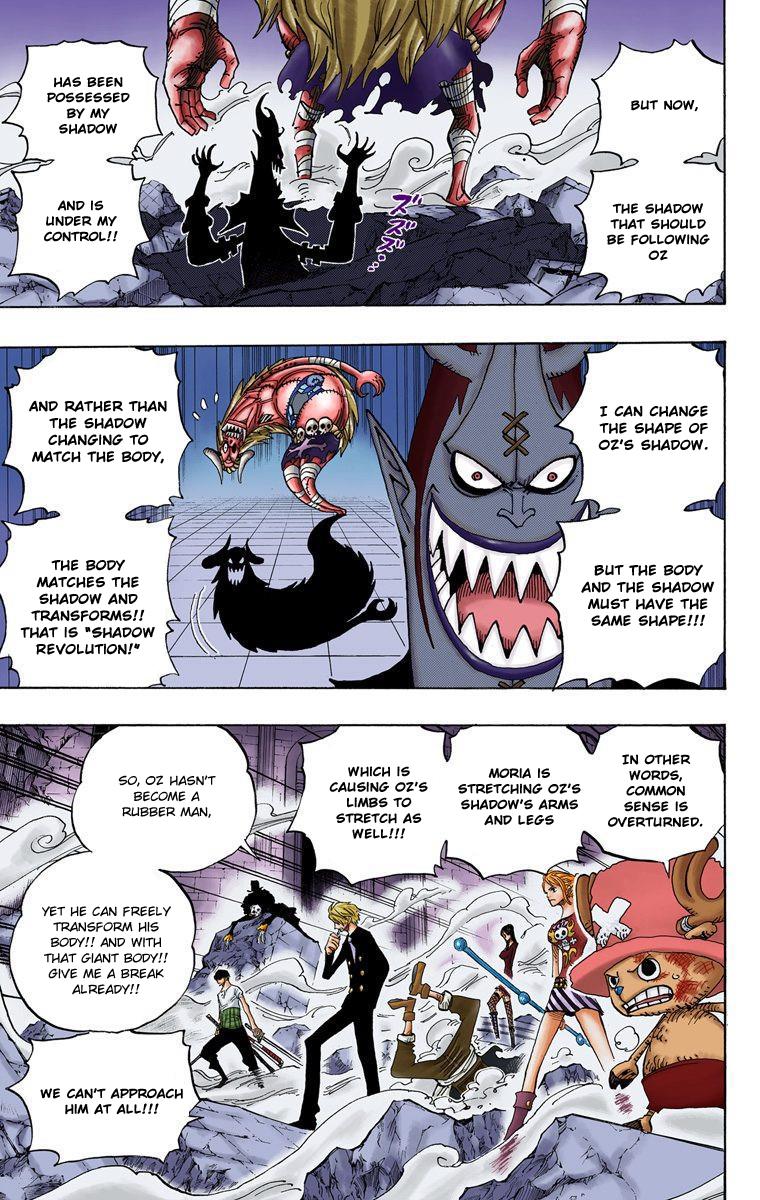 BUT NOW,
THE SHADOW
THAT SHOULD
BE FOLLOWING
OZ
HAS BEEN
POSSESSED
BY MY
SHADOW
AND IS
UNDER MY
CONTROL!!
ズズズ…
I CAN CHANGE
THE SHAPE OF
OZ'S SHADOW.
BUT THE BODY
AND THE SHADOW
MUST HAVE THE
SAME SHAPE!!!
AND RATHER THAN
THE SHADOW
CHANGING TO
MATCH THE BODY,
THE BODY
MATCHES THE
SHADOW AND
TRANSFORMS!!
THAT IS "SHADOW
REVOLUTION!"
IN OTHER
WORDS,
COMMON
SENSE IS
OVERTURNED.
MORIA IS
STRETCHING OZ'S
SHADOW'S ARMS
AND LEGS
WHICH IS
CAUSING OZ'S
LIMBS TO
STRETCH AS
WELL!!!
SO, OZ HASN'T
BECOME A
RUBBER MAN,
YET HE CAN FREELY
TRANSFORM HIS
BODY!! AND WITH
THAT GIANT BODY!!
GIVE ME A BREAK
ALREADY!!
WE CAN'T APPROACH
HIM AT ALL!!!